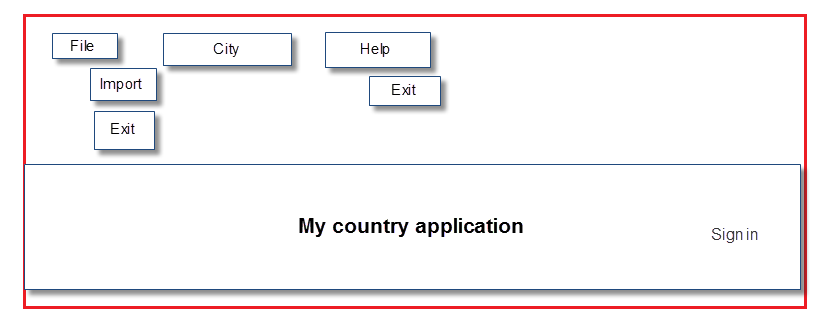 File
City
Help
Import
Exit
Exit
My country application
Sign in